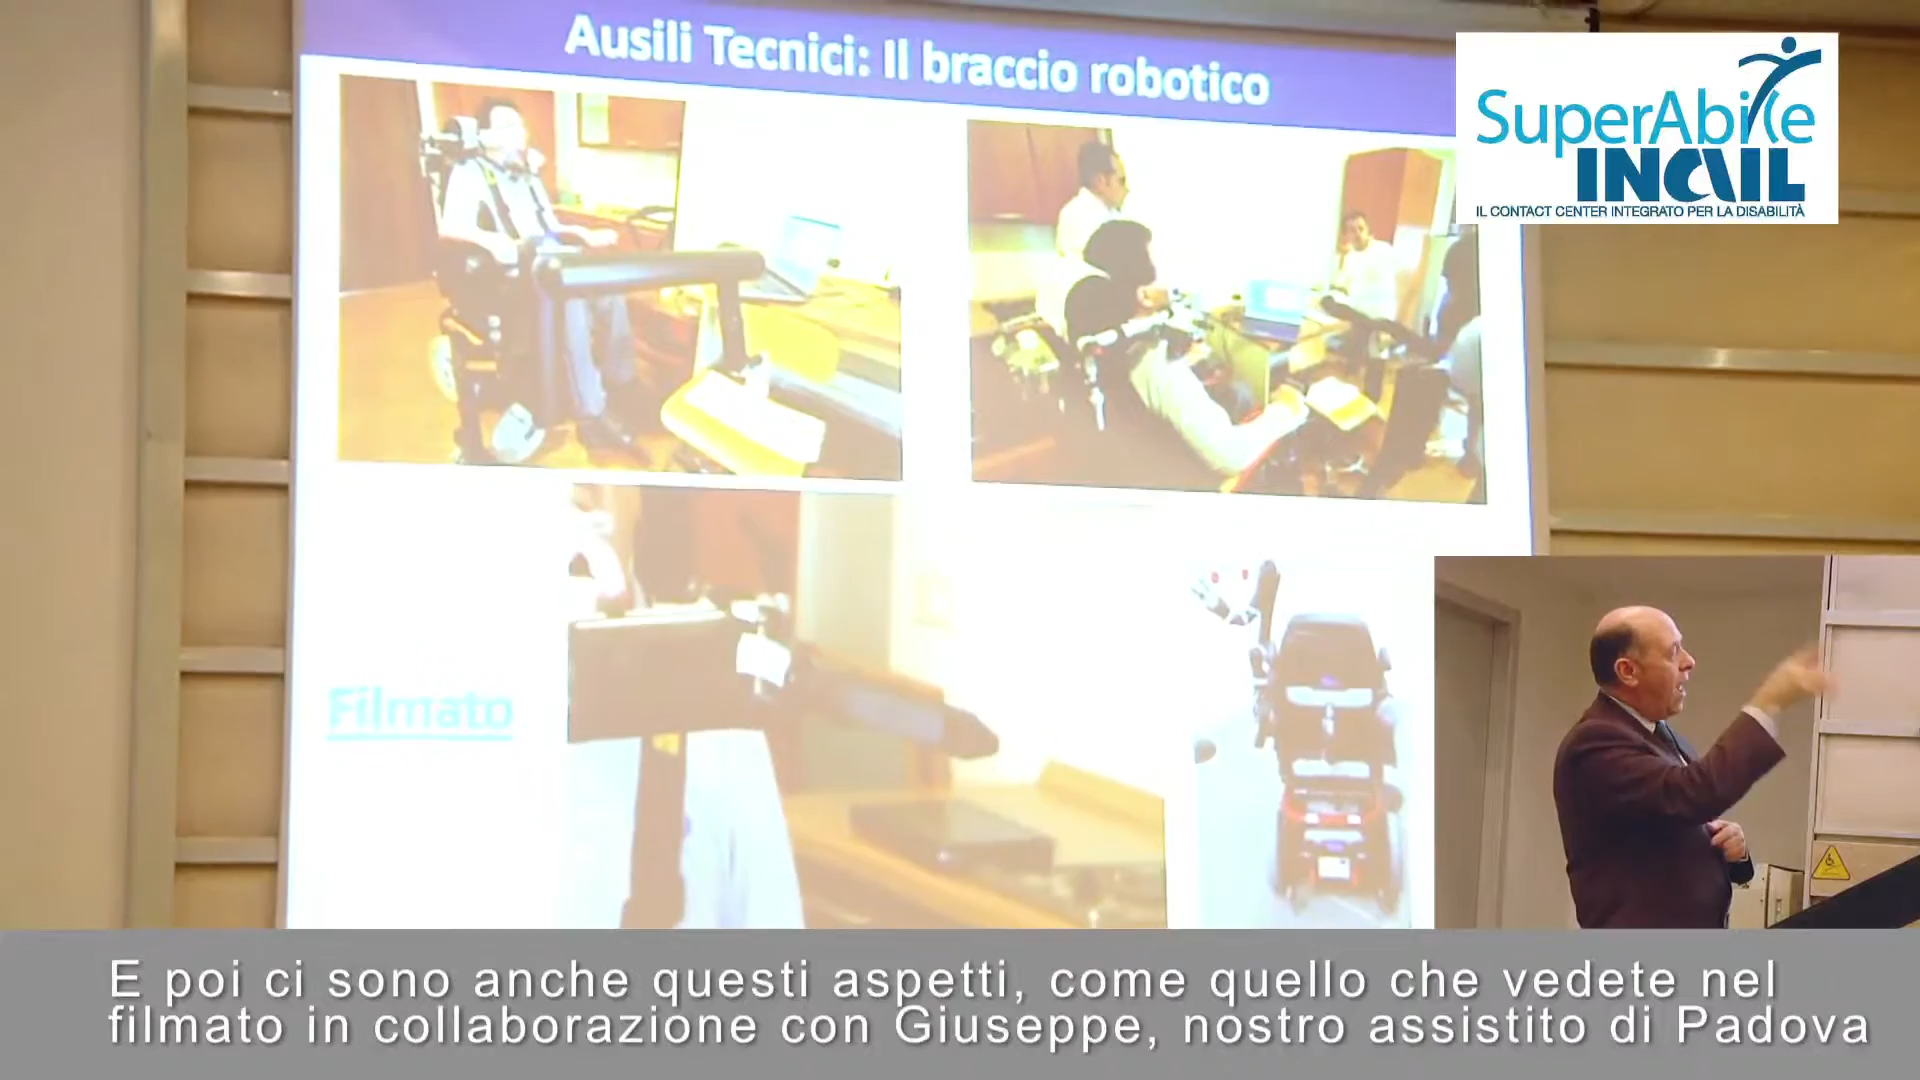 Ausili Tecnici: Il braccio robotico
SuperAbile
INAIL
IL CONTACT CENTER INTEGRATO PER LA DISABILITÀ
Filmato
E poi ci sono anche questi aspetti, come quello che vedete nel
filmato in collaborazione con Giuseppe, nostro assistito di Padova